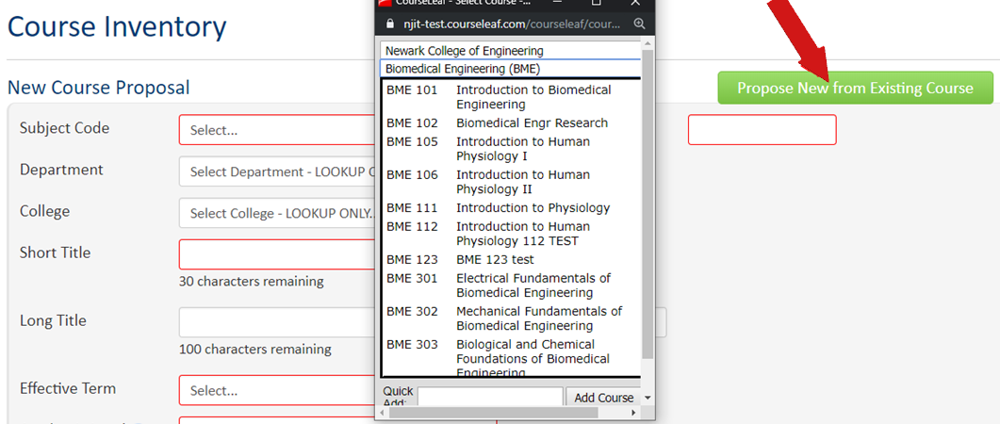 Course Inventory
CourseLeaf - Select Course -...
njit-test.courseleaf.com/courseleaf/cour...
Newark College of Engineering
Biomedical Engineering (BME)
BME 101 Introduction to Biomedical
Engineering
BME 102 Biomedical Engr Research
BME 105 Introduction to Human
Physiology I
BME 106 Introduction to Human
Physiology II
BME 111 Introduction to Physiology
BME 112 Introduction to Human
Physiology 112 TEST
BME 123 BME 123 test
BME 301 Electrical Fundamentals of
Biomedical Engineering
BME 302 Mechanical Fundamentals of
Biomedical Engineering
BME 303 Biological and Chemical
Foundations of Biomedical
Engineering
Quick
Add:
Add Course
New Course Proposal
Propose New from Existing Course
Subject Code
Select...
Department
Select Department - LOOKUP
College
Select College - LOOKUP ONLY..
Short Title
30 characters remaining
Long Title
100 characters remaining
Effective Term
Select...